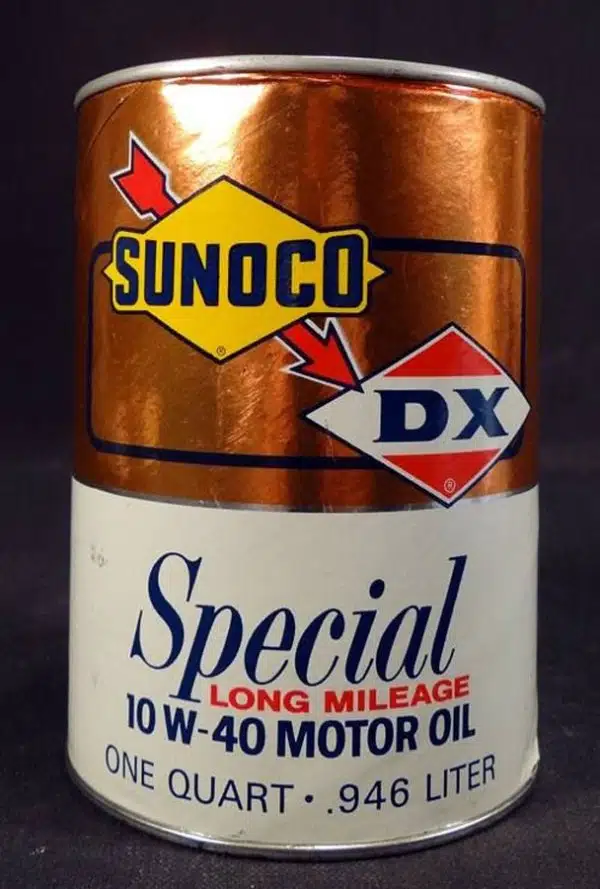 SUNOCO
®
DX
®
Special
LONG MILEAGE
10 W-40 MOTOR OIL
ONE QUART · .946 LITER